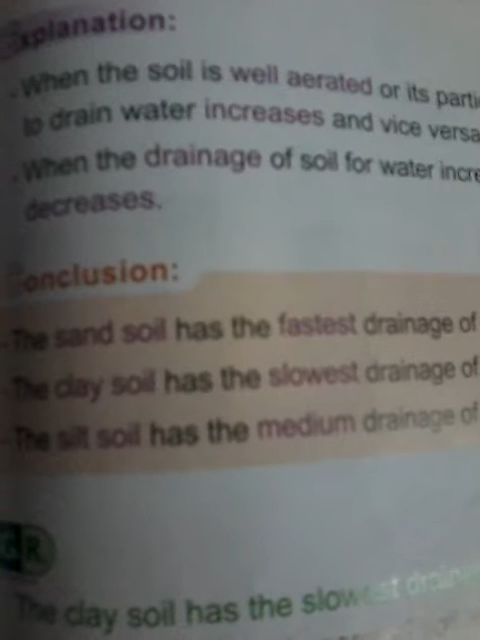 Explanation:
When the soil is well aerated or its parti
to drain water increases and vice versa
When the drainage of soil for water incre
decreases.
Conclusion:
- The sand soil has the fastest drainage of
- The clay soil has the slowest drainage of
- The silt soil has the medium drainage of
G.R.
The clay soil has the slowest drain